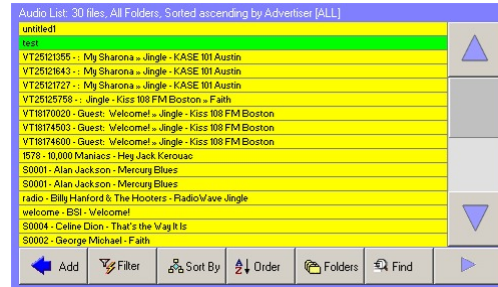 Audio List: 30 files, All Folders, Sorted ascending by Advertiser [ALL]
untitled1
test
VT25121355 - : My Sharona » Jingle - KASE 101 Austin
VT25121643 - : My Sharona » Jingle - KASE 101 Austin
VT25121727 - : My Sharona » Jingle - KASE 101 Austin
VT25125758 - : Jingle - Kiss 108 FM Boston » Faith
VT18170020 - Guest: Welcome! » Jingle - Kiss 108 FM Boston
VT18174503 - Guest: Welcome! » Jingle - Kiss 108 FM Boston
VT18174600 - Guest: Welcome! » Jingle - Kiss 108 FM Boston
1578 - 10,000 Maniacs - Hey Jack Kerouac
S0001 - Alan Jackson - Mercury Blues
S0001 - Alan Jackson - Mercury Blues
radio - Billy Hanford & The Hooters - RadioWave Jingle
welcome - BSI - Welcome!
S0004 - Celine Dion - That's the Way It Is
S0002 - George Michael - Faith
Add Filter Sort By Order Folders Find